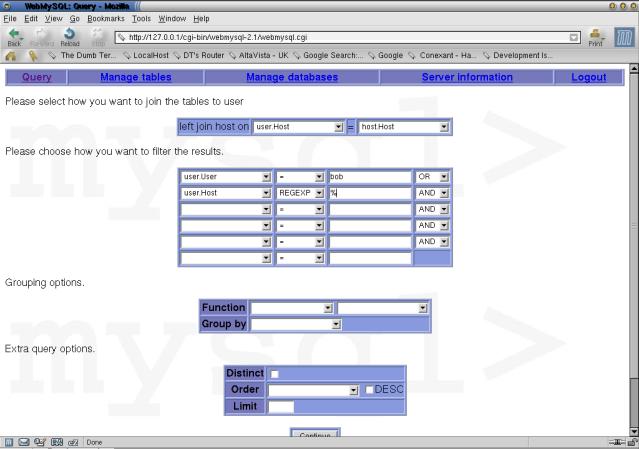 WebMySQL: Query - Mozilla
File Edit View Go Bookmarks Tools Window Help
Back Forward Reload Stop http://127.0.0.1/cgi-bin/webmysql-2.1/webmysql.cgi Print
The Dumb Ter... LocalHost DT's Router AltaVista - UK Google Search:... Google Conexant - Ha... Development Is...
Query Manage tables Manage databases Server information Logout
Please select how you want to join the tables to user
left join host on user.Host = host.Host
Please choose how you want to filter the results.
user.User = bob OR
user.Host REGEXP % AND
= AND
= AND
= AND
=
Grouping options.
Function
Group by
Extra query options.
Distinct
Order DESC
Limit
Continue
mysql>
mysql>
Done